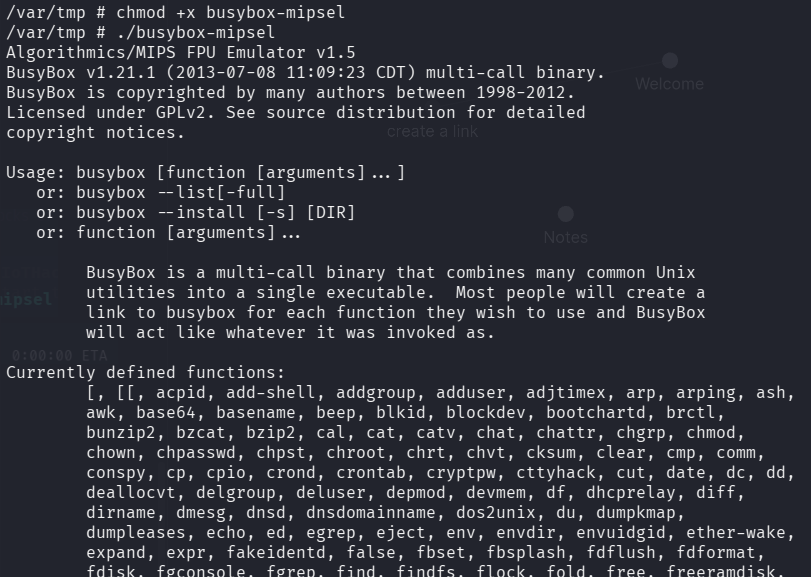 /var/tmp # chmod +x busybox-mipsel
/var/tmp # ./busybox-mipsel
Algorithmics/MIPS FPU Emulator v1.5
BusyBox v1.21.1 (2013-07-08 11:09:23 CDT) multi-call binary.
BusyBox is copyrighted by many authors between 1998-2012.
Welcome
Licensed under GPLv2. See source distribution for detailed
copyright notices.
create a link
Usage: busybox [function [arguments]...]
or: busybox --list[-full]
or: busybox --install [-s] [DIR]
or: function [arguments]...
Notes
BusyBox is a multi-call binary that combines many common Unix
utilities into a single executable.  Most people will create a
mipsel
link to busybox for each function they wish to use and BusyBox
will act like whatever it was invoked as.
0:00:00 ETA
Currently defined functions:
[, [[, acpid, add-shell, addgroup, adduser, adjtimex, arp, arping, ash,
awk, base64, basename, beep, blkid, blockdev, bootchartd, brctl,
bunzip2, bzcat, bzip2, cal, cat, catv, chat, chattr, chgrp, chmod,
chown, chpasswd, chpst, chroot, chrt, chvt, cksum, clear, cmp, comm,
conspy, cp, cpio, crond, crontab, cryptpw, cttyhack, cut, date, dc, dd,
deallocvt, delgroup, deluser, depmod, devmem, df, dhcprelay, diff,
dirname, dmesg, dnsd, dnsdomainname, dos2unix, du, dumpkmap,
dumpleases, echo, ed, egrep, eject, env, envdir, envuidgid, ether-wake,
expand, expr, fakeidentd, false, fbset, fbsplash, fdflush, fdformat,
fdisk, fgconsole, fgrep, find, findfs, flock, fold, free, freeramdisk,